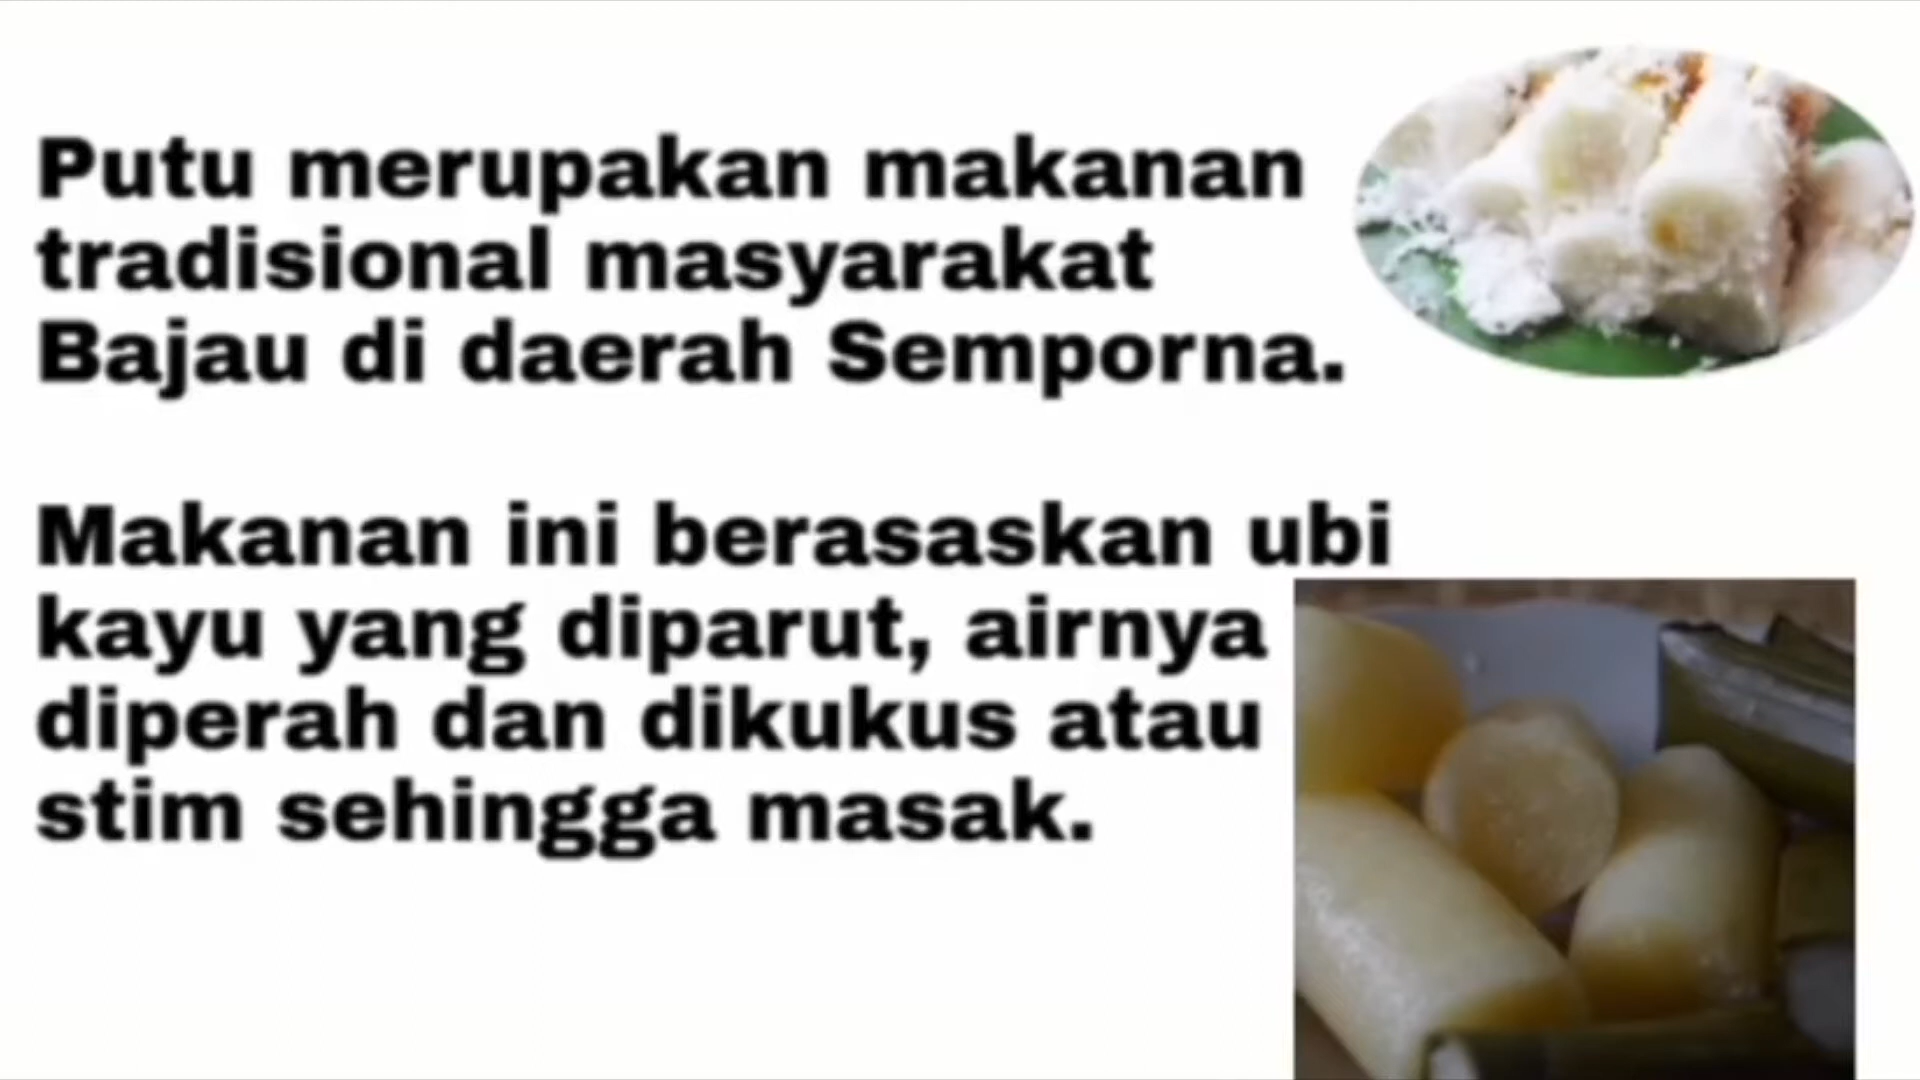 Putu merupakan makanan
tradisional masyarakat
Bajau di daerah Semporna.
Makanan ini berasaskan ubi
kayu yang diparut, airnya
diperah dan dikukus atau
stim sehingga masak.